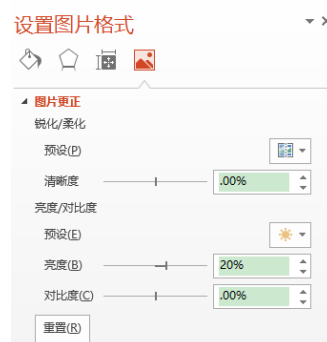 设置图片格式
图片更正
锐化/柔化
预设(P)
清晰度 .00%
亮度/对比度
预设(E)
亮度(B) 20%
对比度(C) .00%
重置(R)